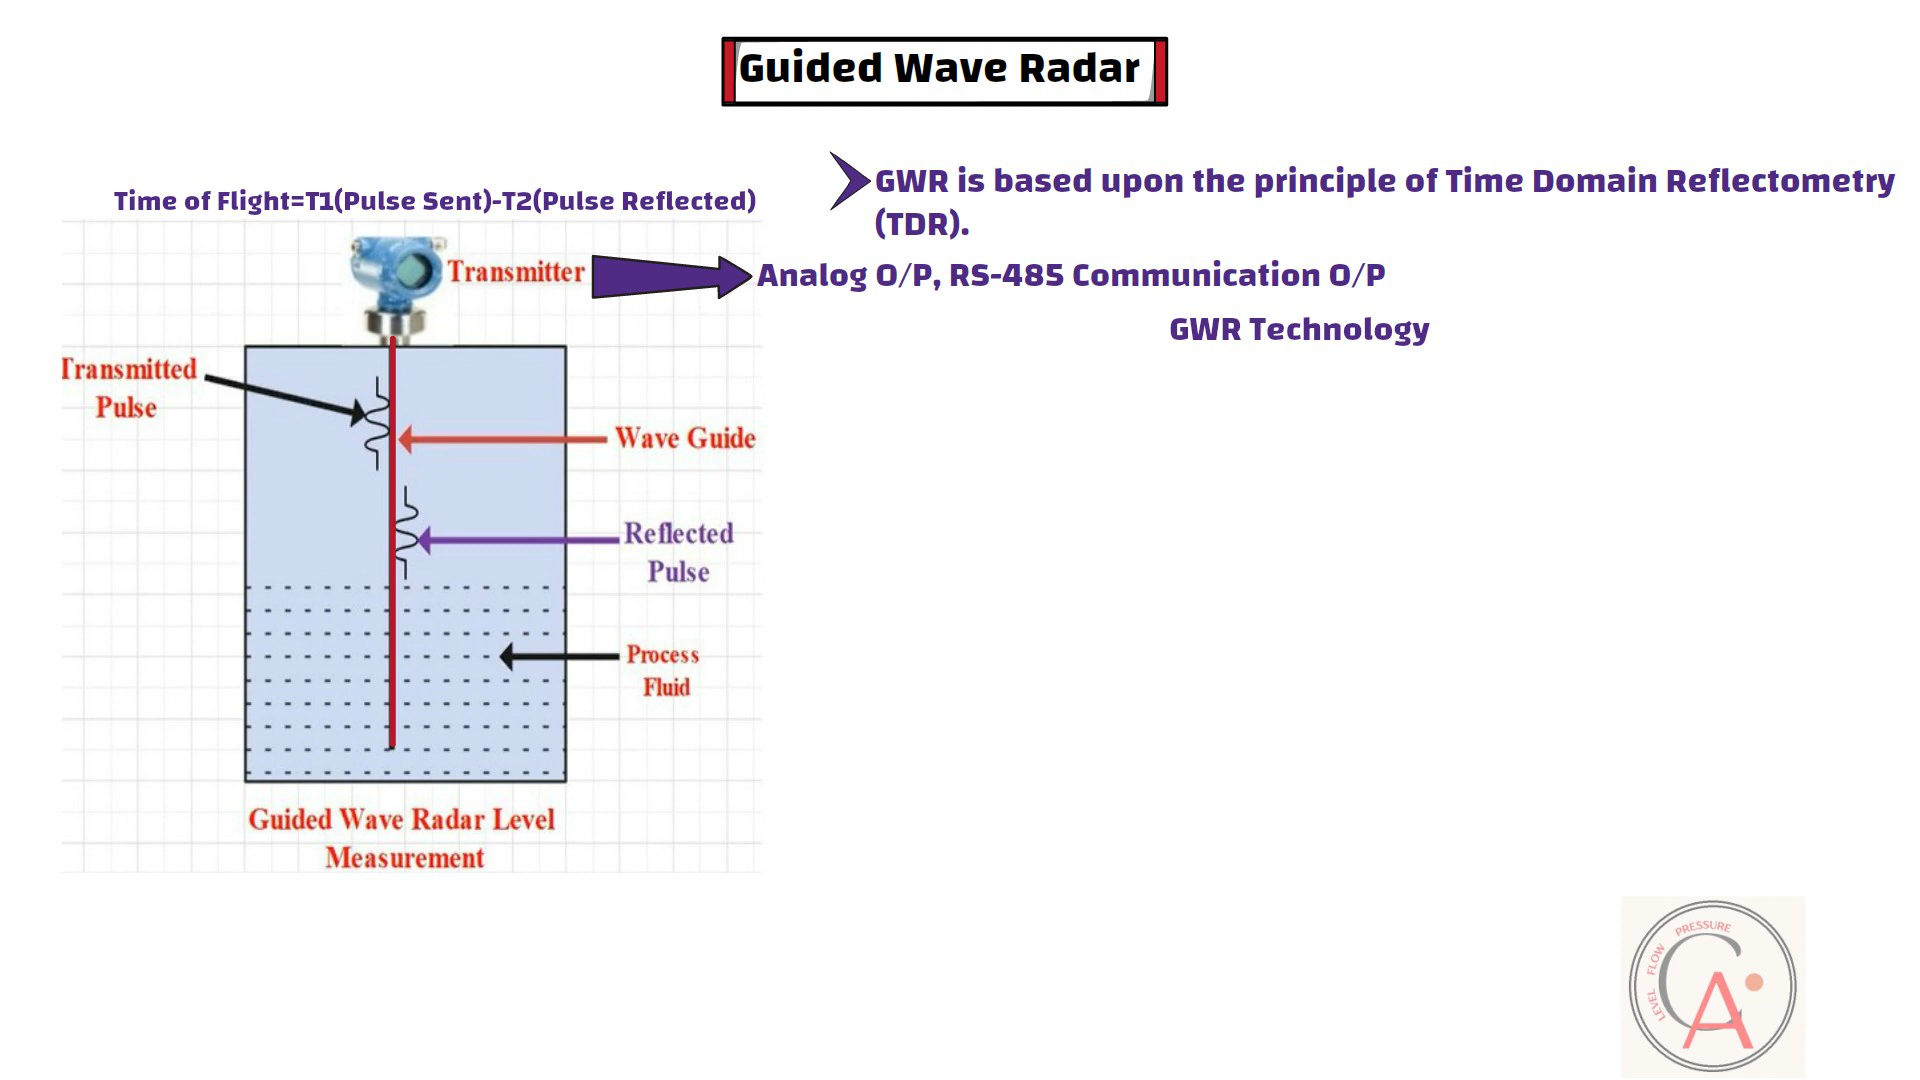 Guided Wave Radar
GWR is based upon the principle of Time Domain Reflectometry
(TDR).
Time of Flight=T1(Pulse Sent)-T2(Pulse Reflected)
Transmitter
Analog O/P, RS-485 Communication O/P
GWR Technology
Transmitted
Pulse
Wave Guide
Reflected
Pulse
Process
Fluid
Guided Wave Radar Level
Measurement
LEVEL FLOW PRESSURE
CA